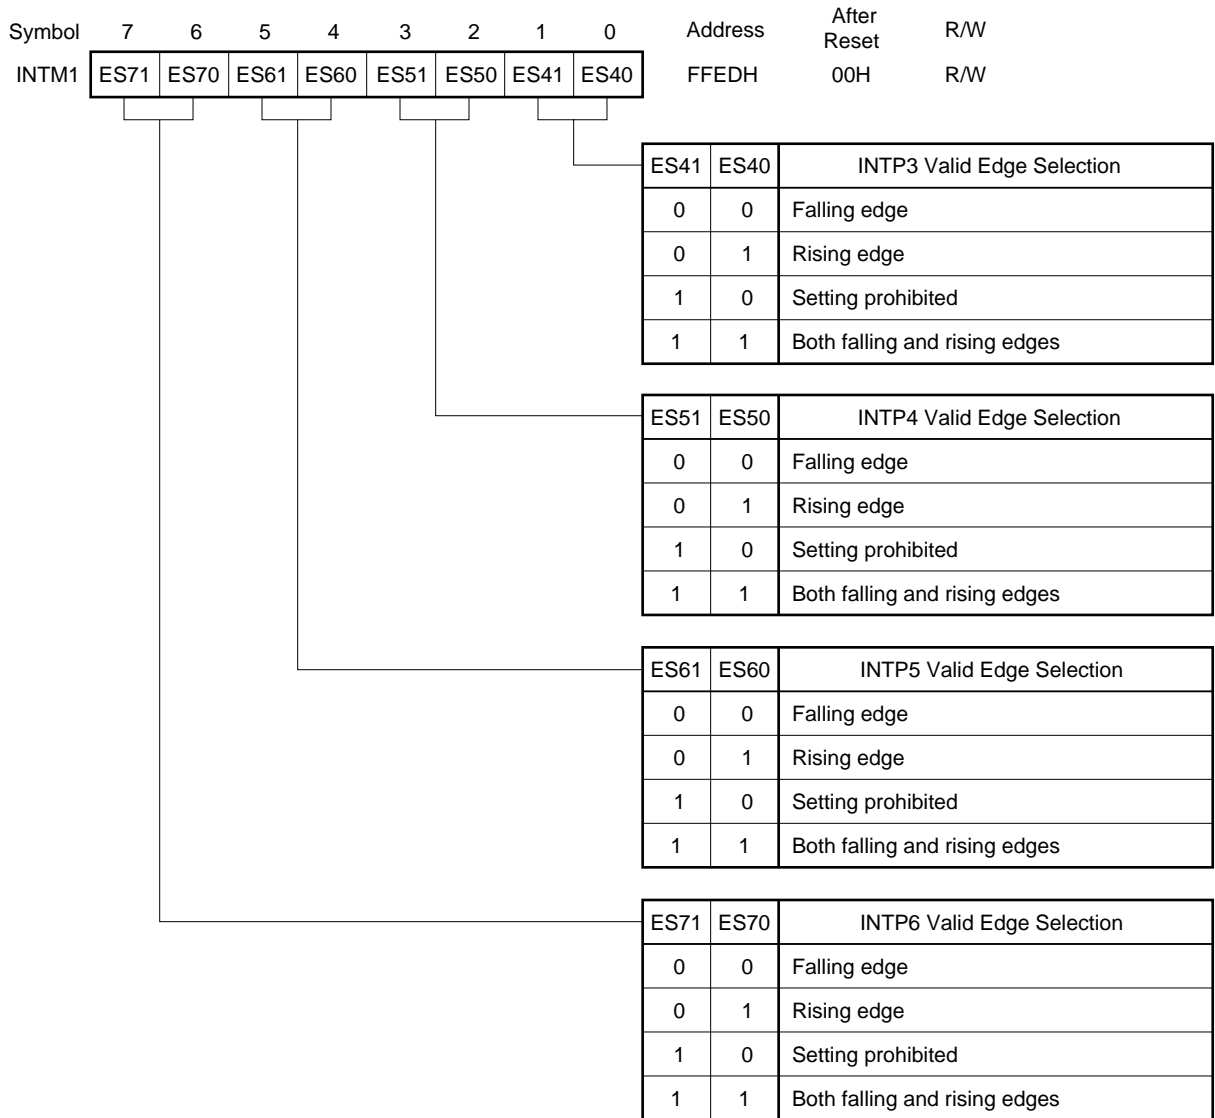 Symbol 7 6 5 4 3 2 1 0 Address After Reset R/W
INTM1 ES71 ES70 ES61 ES60 ES51 ES50 ES41 ES40 FFEDH 00H R/W
ES41 ES40 INTP3 Valid Edge Selection
0 0 Falling edge
0 1 Rising edge
1 0 Setting prohibited
1 1 Both falling and rising edges
ES51 ES50 INTP4 Valid Edge Selection
0 0 Falling edge
0 1 Rising edge
1 0 Setting prohibited
1 1 Both falling and rising edges
ES61 ES60 INTP5 Valid Edge Selection
0 0 Falling edge
0 1 Rising edge
1 0 Setting prohibited
1 1 Both falling and rising edges
ES71 ES70 INTP6 Valid Edge Selection
0 0 Falling edge
0 1 Rising edge
1 0 Setting prohibited
1 1 Both falling and rising edges